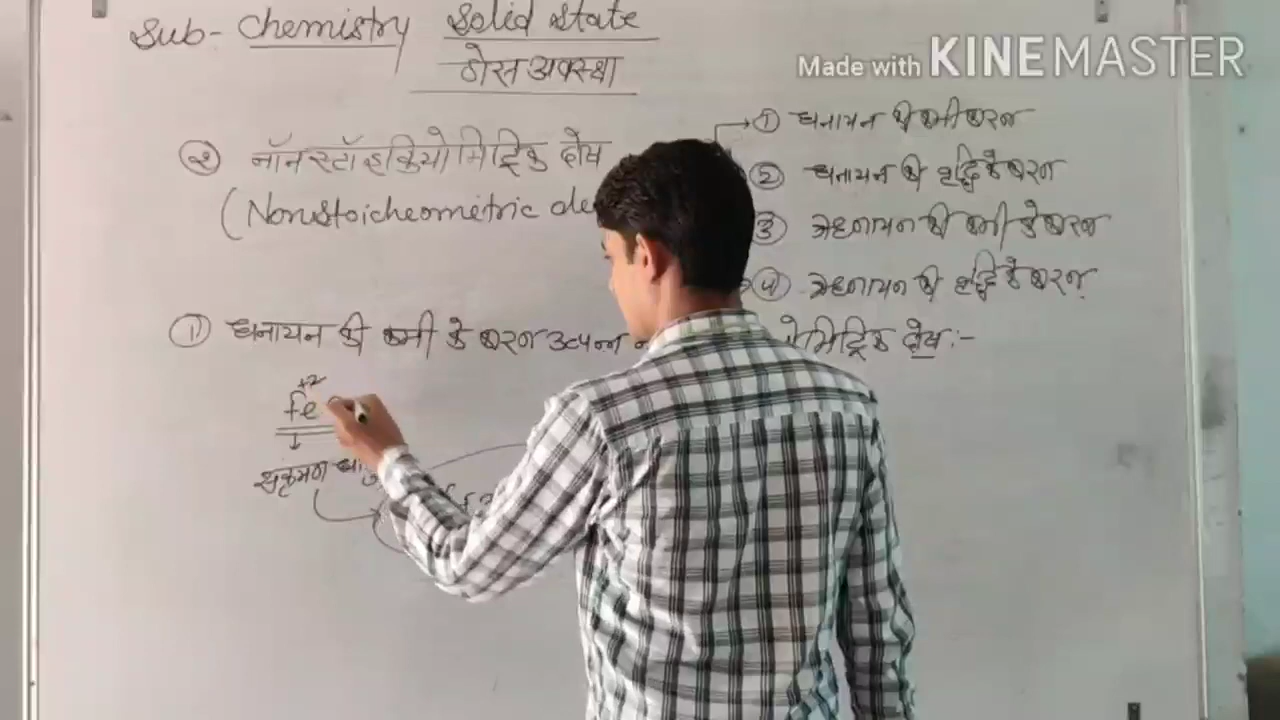 Sub- Chemistry Solid State
ठोस अवस्था
Made with KINEMASTER
② नॉनस्टॉइकियोमिट्रिक दोष
(Nonstoicheometric de
① धनायन की कमी के कारण
② धनायन की वृद्धि के कारण
③ ऋणायन की कमी के कारण
④ ऋणायन की वृद्धि के कारण
① धनायन की कमी के कारण उत्पन्न मिट्रिक दोष :-
+2
Fe
संक्रमण